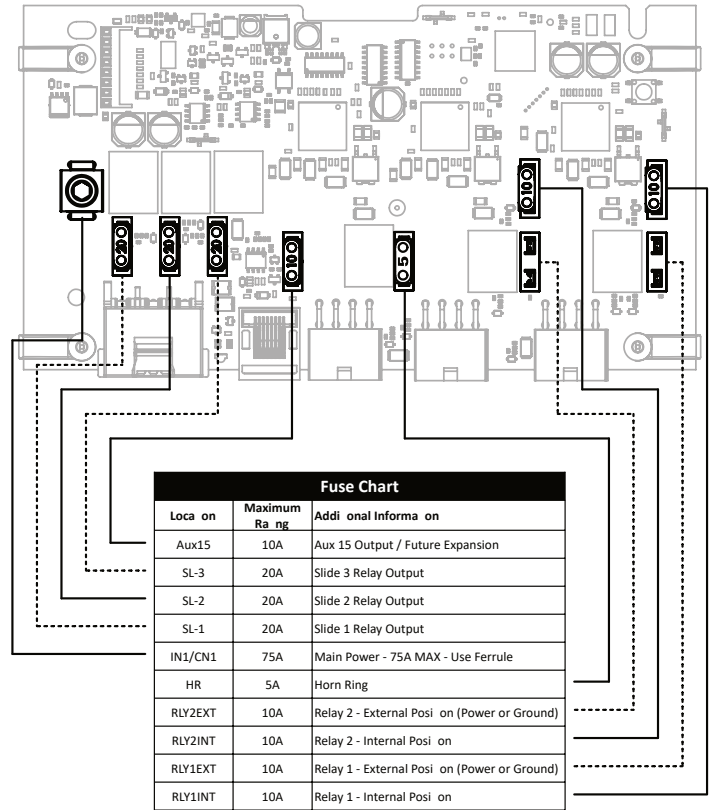 10 10
20 20 20 10 5
Fuse Chart
Loca on Maximum Ra ng Addi onal Informa on
Aux15 10A Aux 15 Output / Future Expansion
SL-3 20A Slide 3 Relay Output
SL-2 20A Slide 2 Relay Output
SL-1 20A Slide 1 Relay Output
IN1/CN1 75A Main Power - 75A MAX - Use Ferrule
HR 5A Horn Ring
RLY2EXT 10A Relay 2 - External Posi on (Power or Ground)
RLY2INT 10A Relay 2 - Internal Posi on
RLY1EXT 10A Relay 1 - External Posi on (Power or Ground)
RLY1INT 10A Relay 1 - Internal Posi on